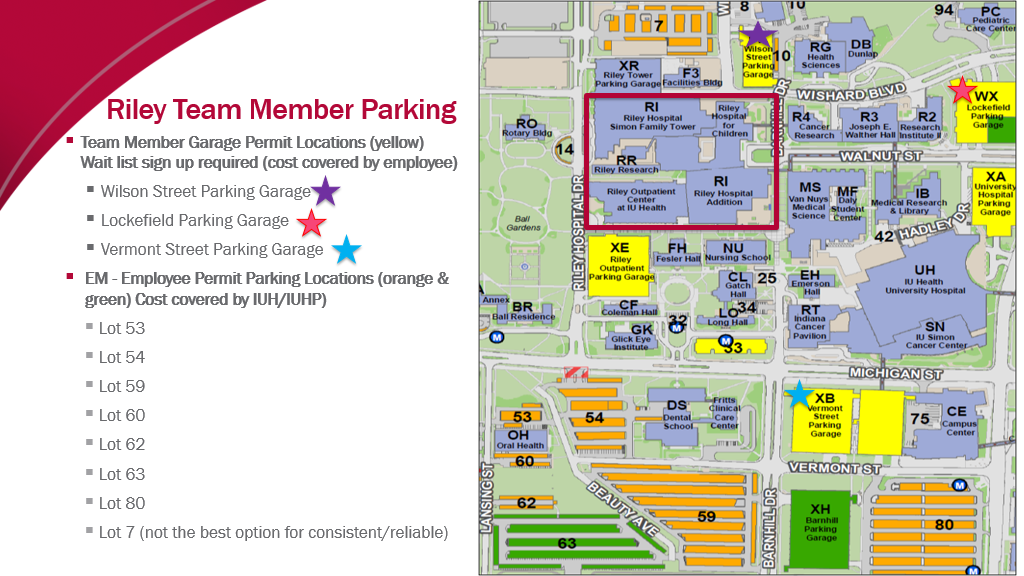 Riley Team Member Parking
Team Member Garage Permit Locations (yellow)
Wait list sign up required (cost covered by employee)
Wilson Street Parking Garage
Lockefield Parking Garage
Vermont Street Parking Garage
EM - Employee Permit Parking Locations (orange &
green) Cost covered by IUH/IUHP)
Lot 53
Lot 54
Lot 59
Lot 60
Lot 62
Lot 63
Lot 80
Lot 7 (not the best option for consistent/reliable)
7
8
10
94
PC
Pediatric
Care Center
Wilson
Street
Parking
Garage
10
RG
Health
Sciences
DB
Dunlap
XR
Riley Tower
Parking Garage
F3
Facilities Bldg
WISHARD BLVD
WX
Lockefield
Parking
Garage
RO
Rotary Bldg
14
RI
Riley Hospital
Simon Family Tower
Riley
Hospital
for
Children
RR
Riley Research
RI
Riley Hospital
Addition
Riley Outpatient
Center
at IU Health
R4
Cancer
Research
R3
Joseph E.
Walther Hall
R2
Research
Institute II
WALNUT ST
XA
University
Hospital
Parking
Garage
MS
Van Nuys
Medical
Science
MF
Daly
Student
Center
IB
Medical Research
& Library
42
HADLEY DR
Ball
Gardens
RILEY HOSPITAL DR
XE
Riley
Outpatient
Parking Garage
FH
Fesler Hall
NU
Nursing School
CL
Gatch
Hall
25
EH
Emerson
Hall
UH
IU Health
University Hospital
Annex
BR
Ball Residence
CF
Coleman Hall
32
34
LO
Long Hall
RT
Indiana
Cancer
Pavilion
SN
IU Simon
Cancer Center
M
M
M
GK
Glick Eye
Institute
33
MICHIGAN ST
53
54
OH
Oral Health
60
DS
Dental
School
Fritts
Clinical
Care
Center
XB
Vermont
Street
Parking
Garage
75
CE
Campus
Center
VERMONT ST
LANSING ST
62
BEAUTY AVE
59
63
BARNHILL DR
XH
Barnhill
Parking
Garage
80
M
M